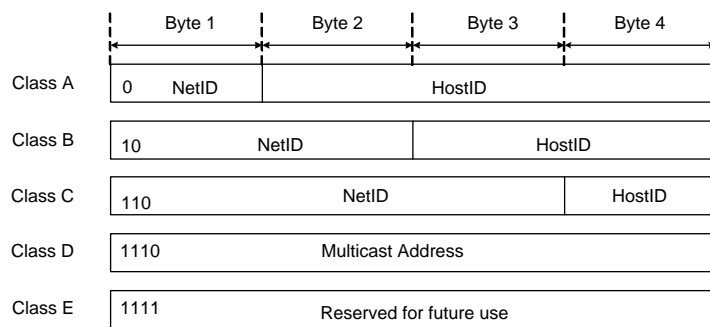 Byte 1 Byte 2 Byte 3 Byte 4
Class A 0 NetID HostID
Class B 10 NetID HostID
Class C 110 NetID HostID
Class D 1110 Multicast Address
Class E 1111 Reserved for future use